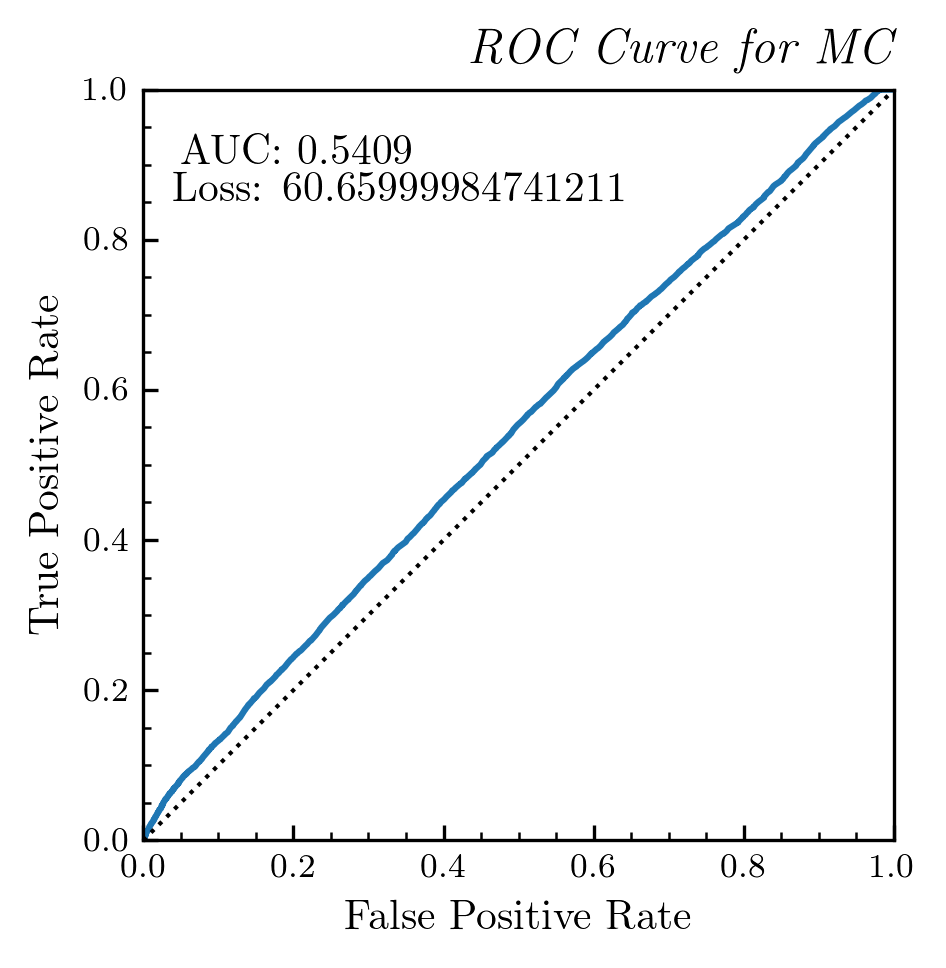 ROC Curve for MC
AUC: 0.5409
Loss: 60.65999984741211
1.0
0.8
0.6
0.4
0.2
0.0
True Positive Rate
0.0 0.2 0.4 0.6 0.8 1.0
False Positive Rate